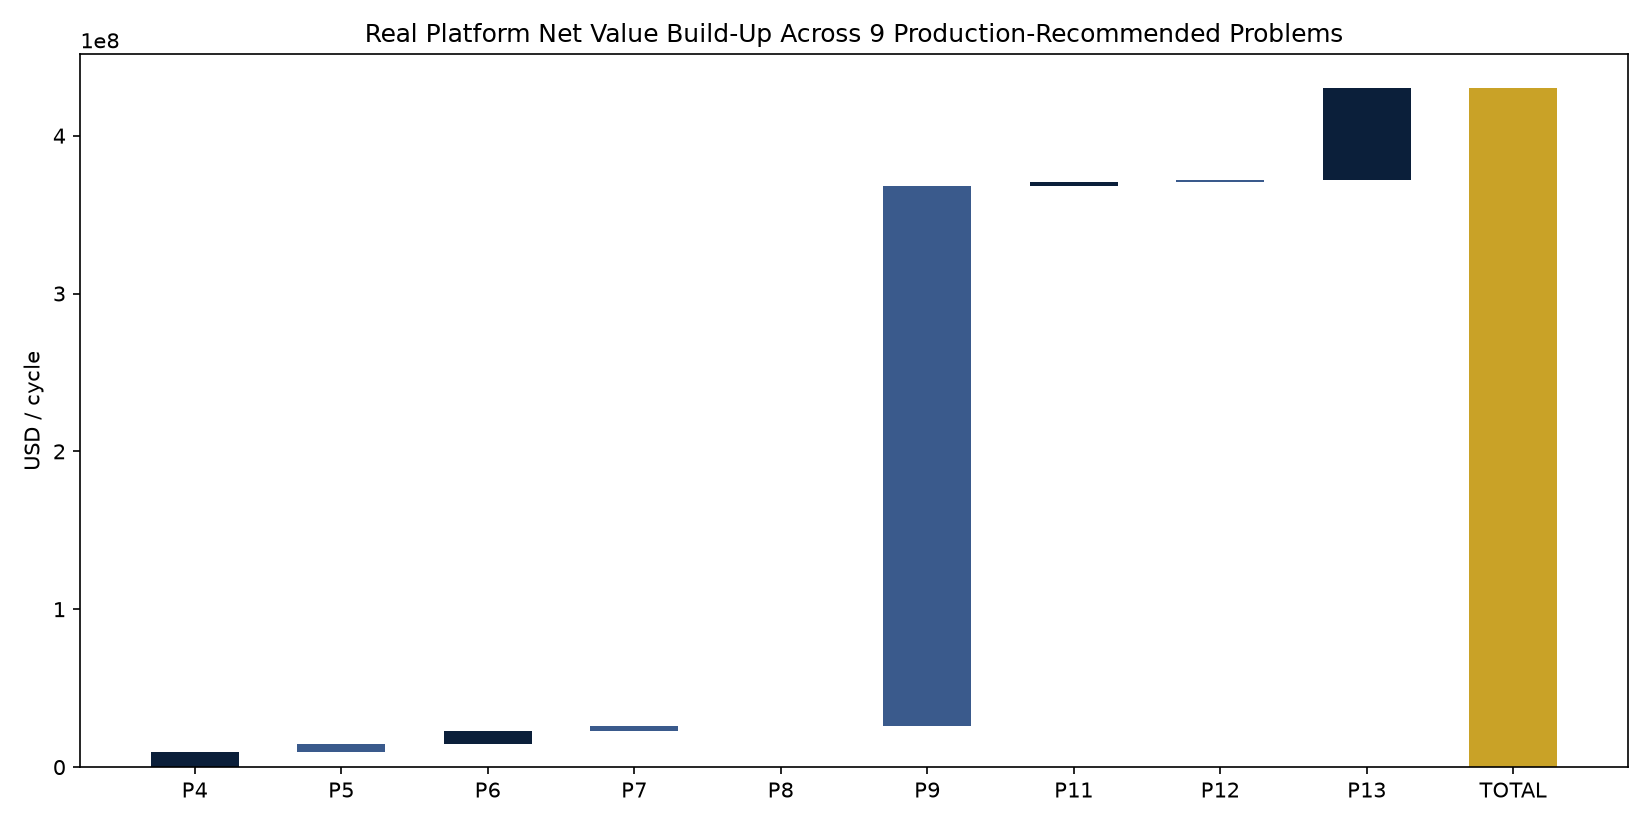 Real Platform Net Value Build-Up Across 9 Production-Recommended Problems
1e8
4
3
2
1
0
USD / cycle
P4 P5 P6 P7 P8 P9 P11 P12 P13 TOTAL